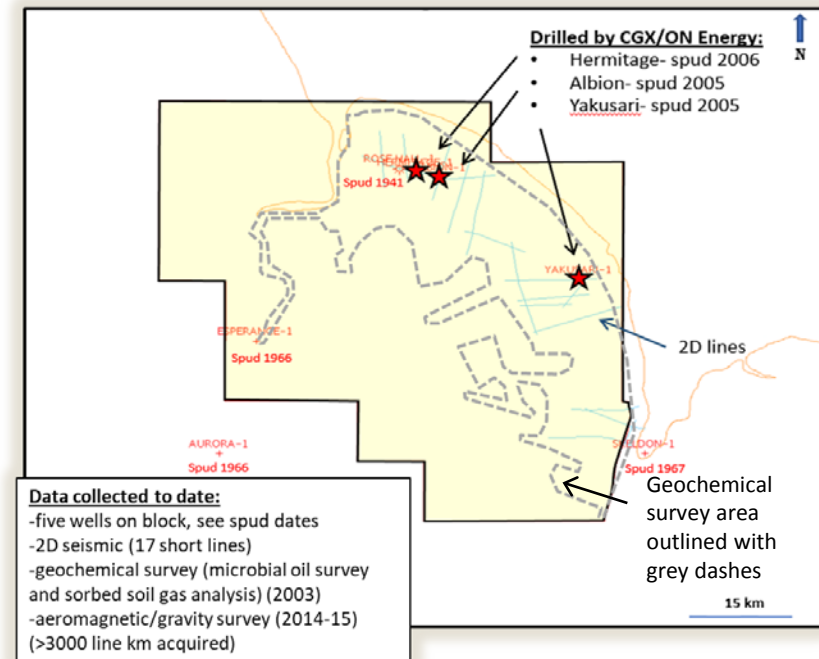 Drilled by CGX/ON Energy:
• Hermitage- spud 2006
• Albion- spud 2005
• Yakusari- spud 2005
N
Spud 1941
YAKUSARI-1
ESPERANCE-1
Spud 1966
2D lines
AURORA-1
Spud 1966
SKELDON-1
Spud 1967
Geochemical
survey area
outlined with
grey dashes
15 km
Data collected to date:
-five wells on block, see spud dates
-2D seismic (17 short lines)
-geochemical survey (microbial oil survey
and sorbed soil gas analysis) (2003)
-aeromagnetic/gravity survey (2014-15)
(>3000 line km acquired)